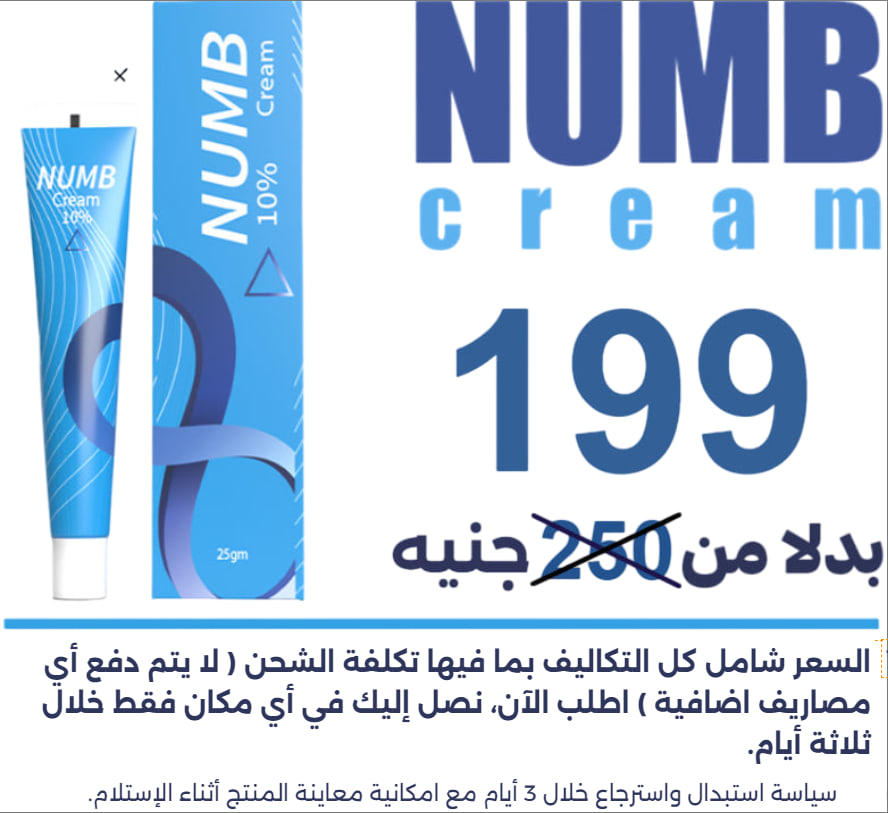 NUMB
Cream
10%
NUMB
Cream
10%
25gm
NUMB
cream
199
بدلا من 250 جنيه
السعر شامل كل التكاليف بما فيها تكلفة الشحن ( لا يتم دفع أي
مصاريف اضافية ) اطلب الآن، نصل إليك في أي مكان فقط خلال
ثلاثة أيام.
سياسة استبدال واسترجاع خلال 3 أيام مع امكانية معاينة المنتج أثناء الإستلام.